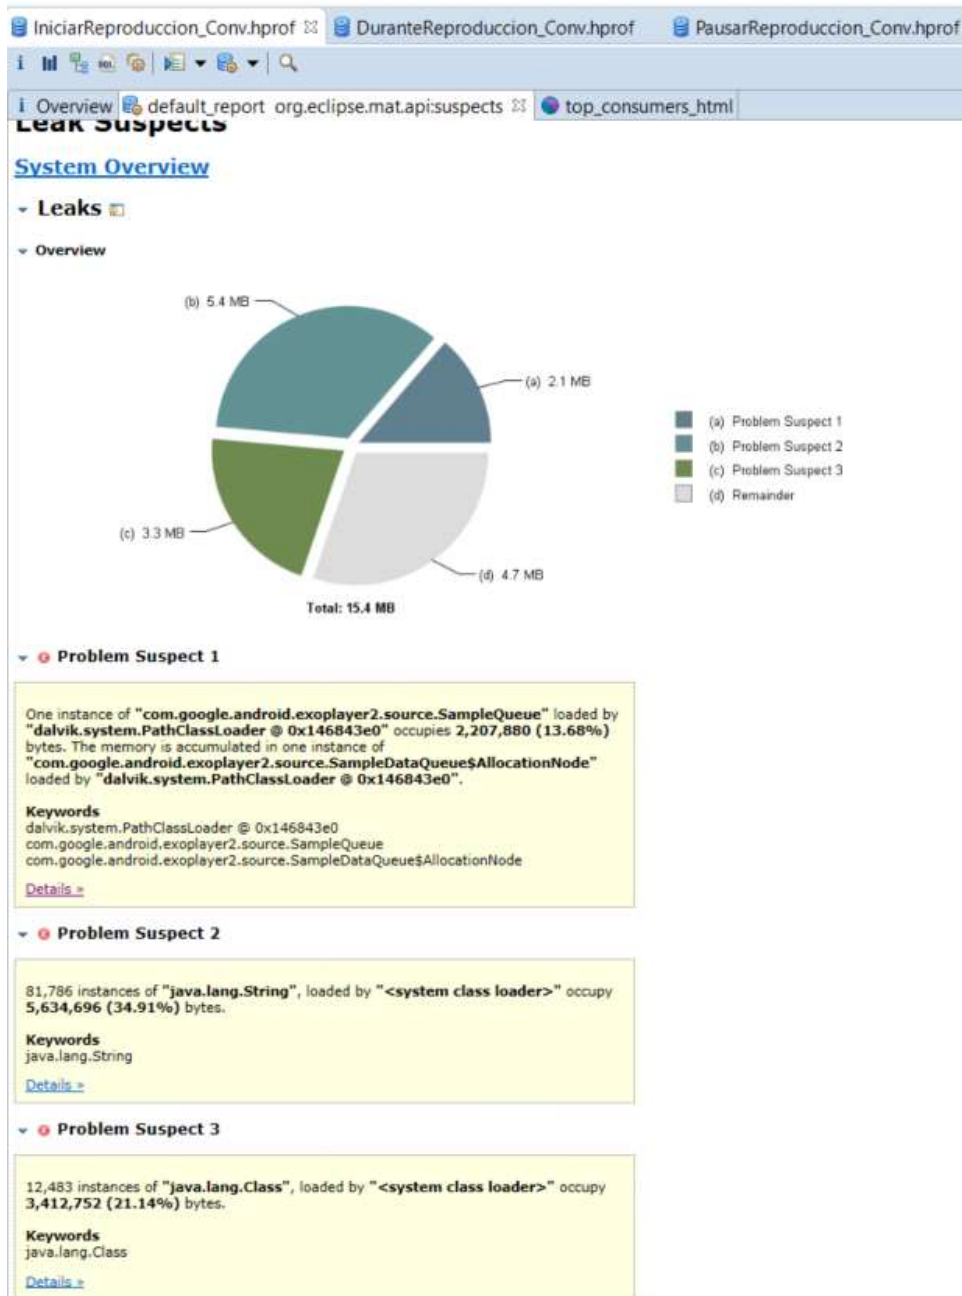 IniciarReproduccion_Conv.hprof DuranteReproduccion_Conv.hprof PausarReproduccion_Conv.hprof
i Overview default_report org.eclipse.mat.api:suspects top_consumers_html
Leak Suspects
System Overview
Leaks
Overview
(b) 5.4 MB
(a) 2.1 MB
(a) Problem Suspect 1
(b) Problem Suspect 2
(c) Problem Suspect 3
(d) Remainder
(c) 3.3 MB
(d) 4.7 MB
Total: 15.4 MB
Problem Suspect 1
One instance of "com.google.android.exoplayer2.source.SampleQueue" loaded by
"dalvik.system.PathClassLoader @ 0x146843e0" occupies 2,207,880 (13.68%)
bytes. The memory is accumulated in one instance of
"com.google.android.exoplayer2.source.SampleDataQueue$AllocationNode"
loaded by "dalvik.system.PathClassLoader @ 0x146843e0".
Keywords
dalvik.system.PathClassLoader @ 0x146843e0
com.google.android.exoplayer2.source.SampleQueue
com.google.android.exoplayer2.source.SampleDataQueue$AllocationNode
Details »
Problem Suspect 2
81,786 instances of "java.lang.String", loaded by "<system class loader>" occupy
5,634,696 (34.91%) bytes.
Keywords
java.lang.String
Details »
Problem Suspect 3
12,483 instances of "java.lang.Class", loaded by "<system class loader>" occupy
3,412,752 (21.14%) bytes.
Keywords
java.lang.Class
Details »